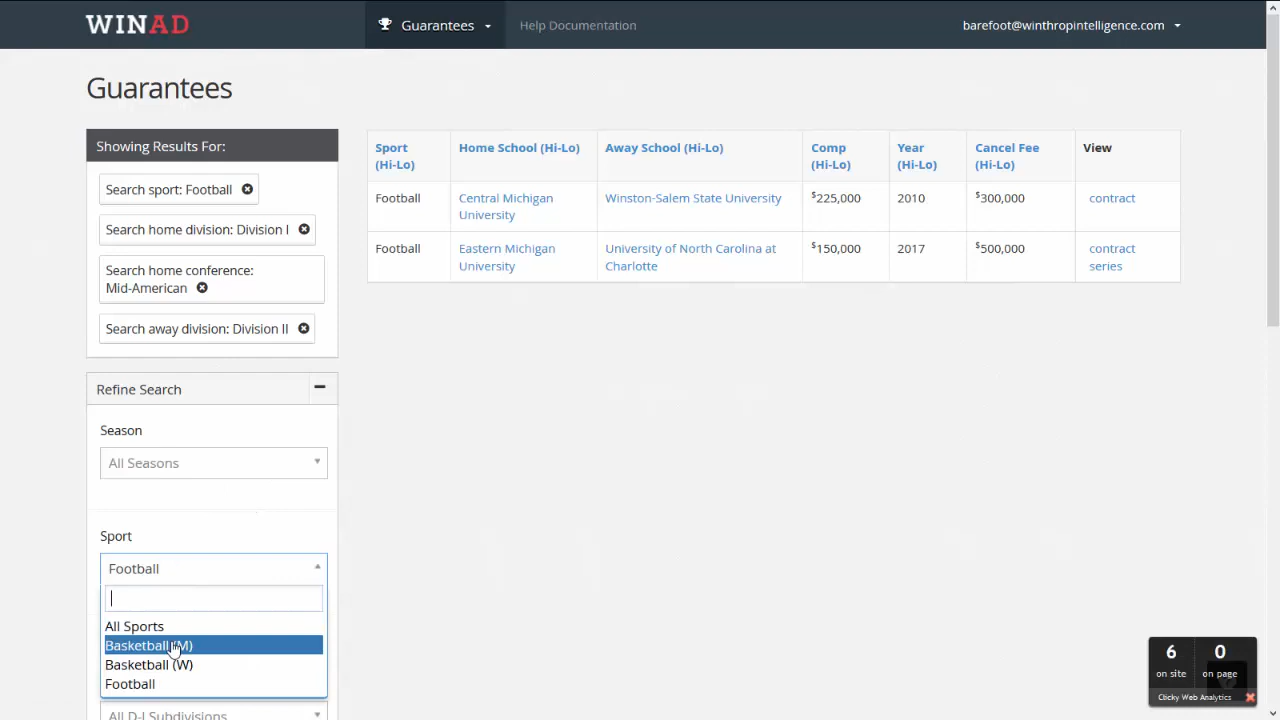 WINAD
Guarantees
Help Documentation
barefoot@winthropintelligence.com
Guarantees
Showing Results For:
Search sport: Football
Search home division: Division I
Search home conference:
Mid-American
Search away division: Division II
Refine Search
Season
All Seasons
Sport
Football
All Sports
Basketball (M)
Basketball (W)
Football
All D-I Subdivisions
Sport
(Hi-Lo)
Home School (Hi-Lo)
Away School (Hi-Lo)
Comp
(Hi-Lo)
Year
(Hi-Lo)
Cancel Fee
(Hi-Lo)
View
Football
Central Michigan
University
Winston-Salem State University
$225,000
2010
$300,000
contract
Football
Eastern Michigan
University
University of North Carolina at
Charlotte
$150,000
2017
$500,000
contract
series
6
0
on site
on page
Clicky Web Analytics